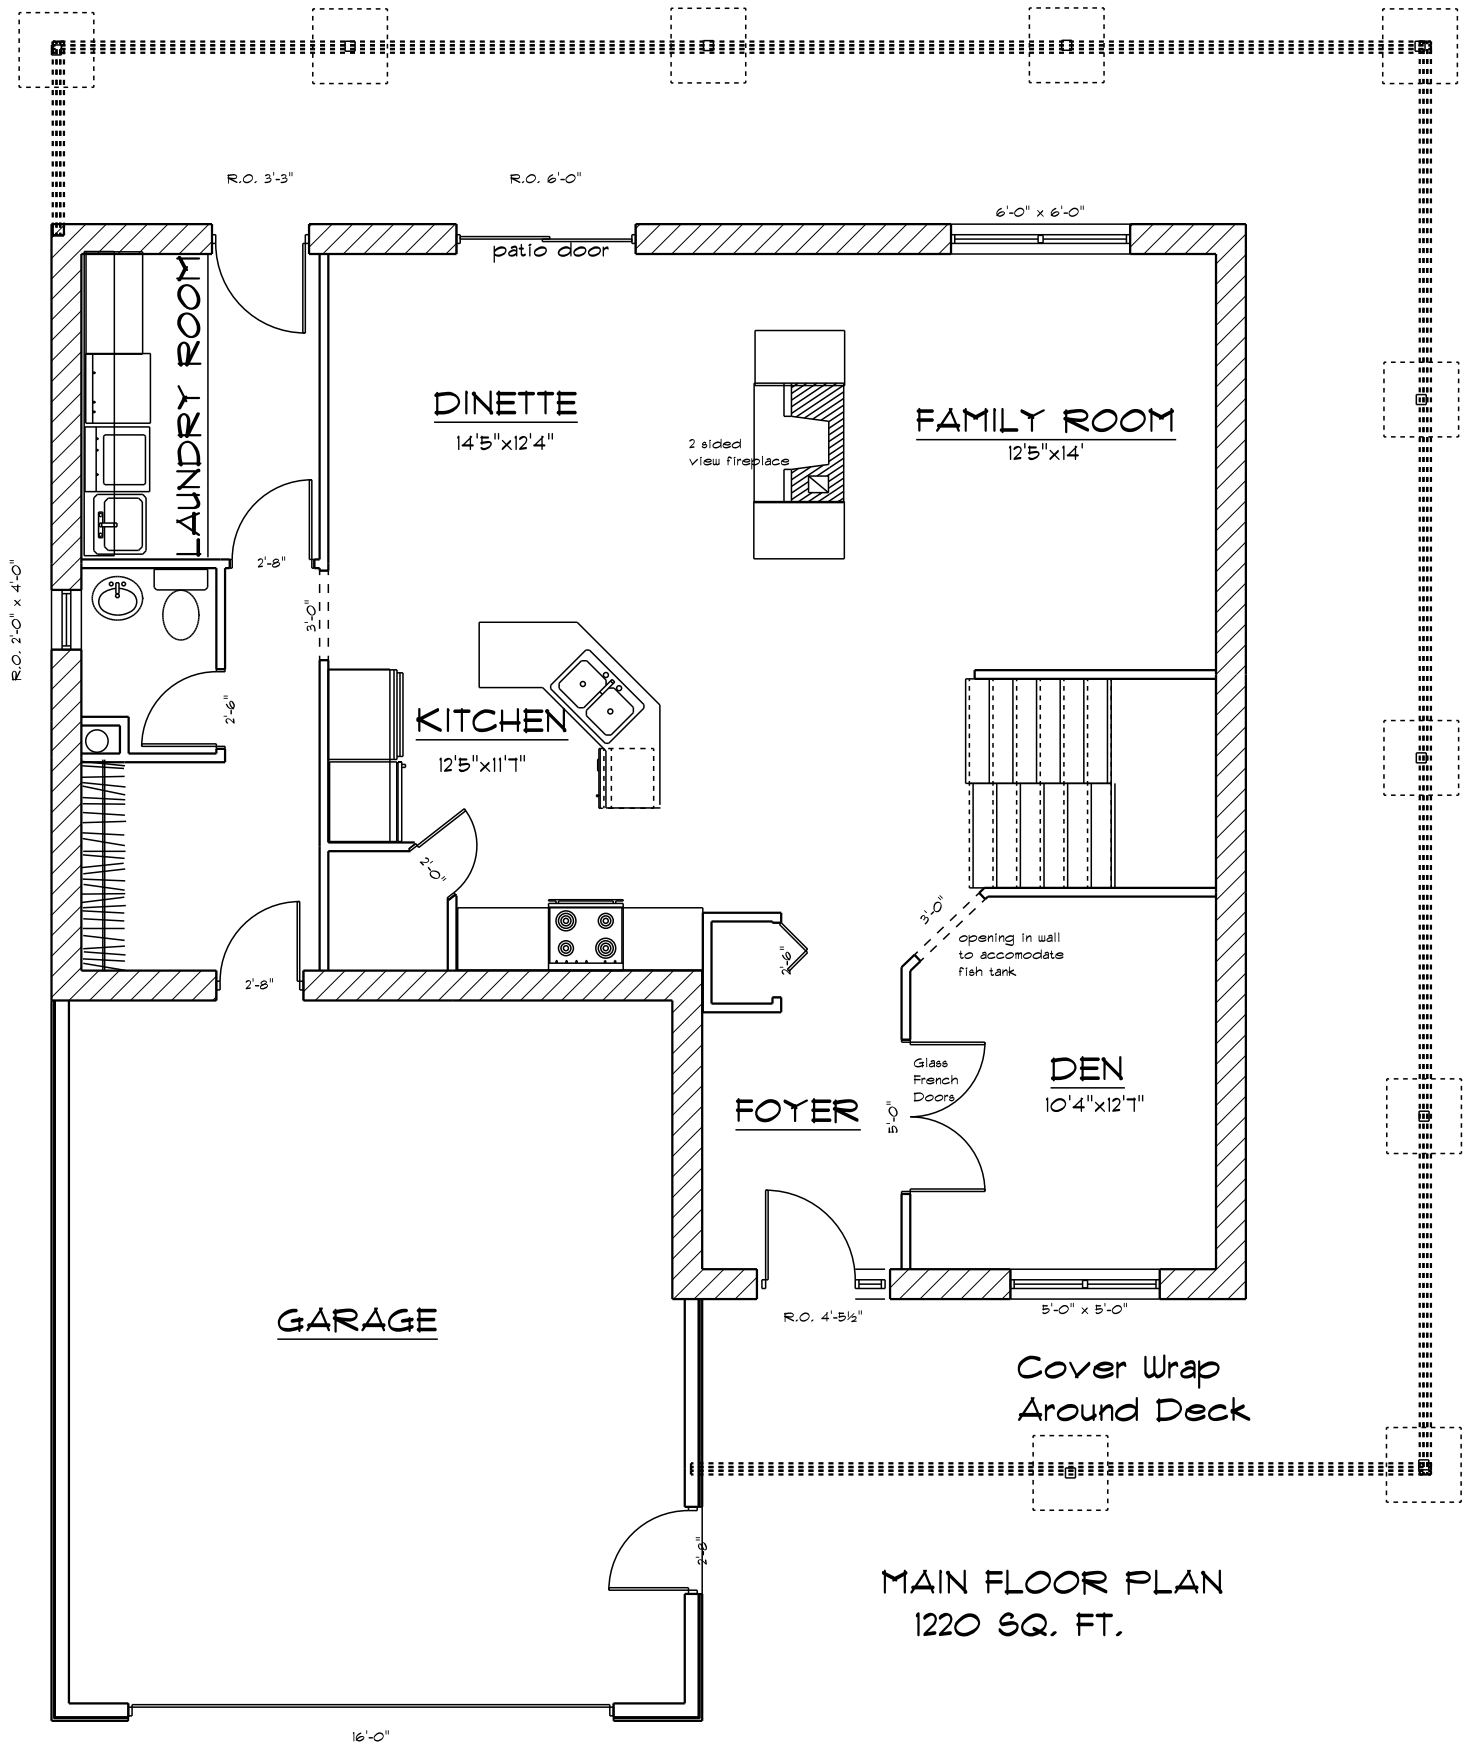 R.O. 3'-3"
R.O. 6'-0"
6'-0" x 6'-0"
patio door
LAUNDRY ROOM
DINETTE
14'5"x12'4"
2 sided
view fireplace
FAMILY ROOM
12'5"x14'
2'-8"
R.O. 2'-0" x 4'-0"
3'-0"
2'-6"
KITCHEN
12'5"x11'7"
2'-0"
3'-0"
opening in wall
to accomodate
fish tank
2'-6"
2'-8"
Glass
French
Doors
5'-0"
DEN
10'4"x12'7"
FOYER
GARAGE
R.O. 4'-5½"
5'-0" x 5'-0"
Cover Wrap
Around Deck
2'-8"
MAIN FLOOR PLAN
1220 SQ. FT.
16'-0"